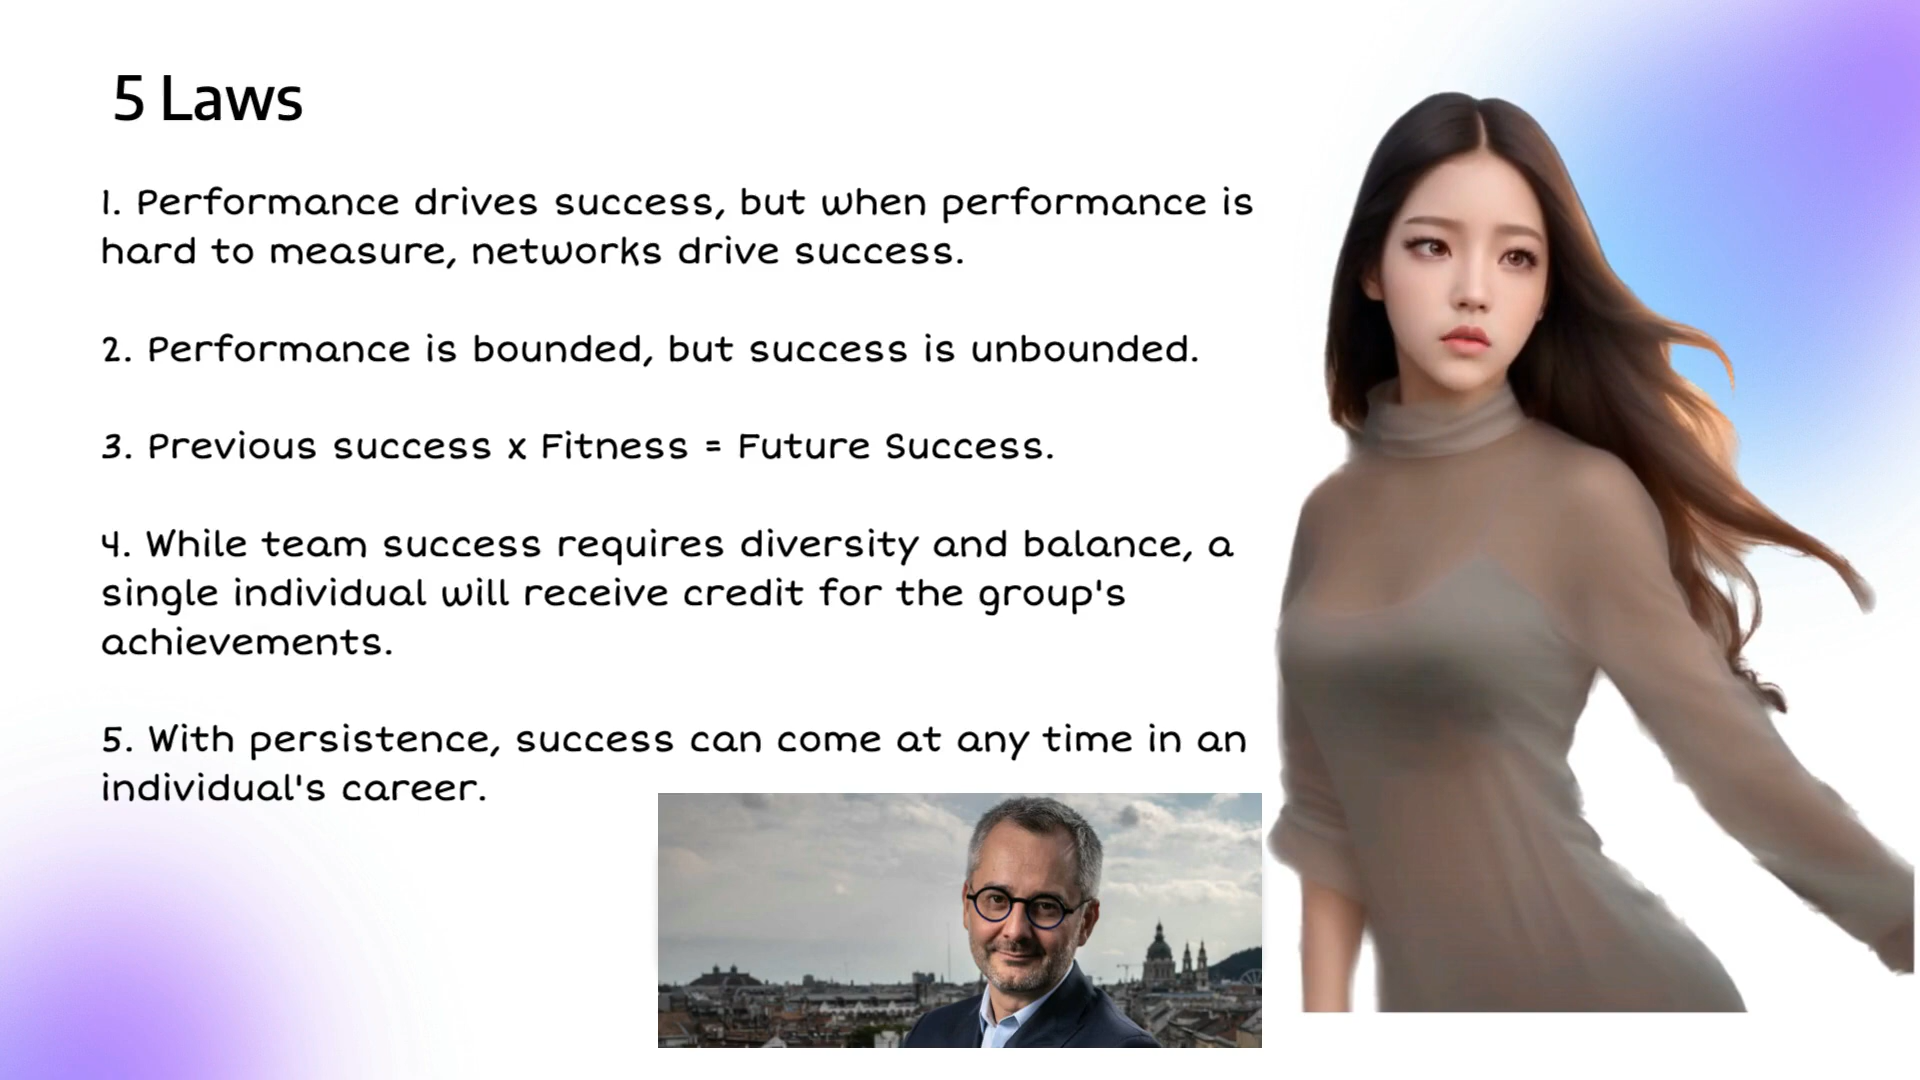 5 Laws
1. Performance drives success, but when performance is
hard to measure, networks drive success.
2. Performance is bounded, but success is unbounded.
3. Previous success x Fitness = Future Success.
4. While team success requires diversity and balance, a
single individual will receive credit for the group's
achievements.
5. With persistence, success can come at any time in an
individual's career.